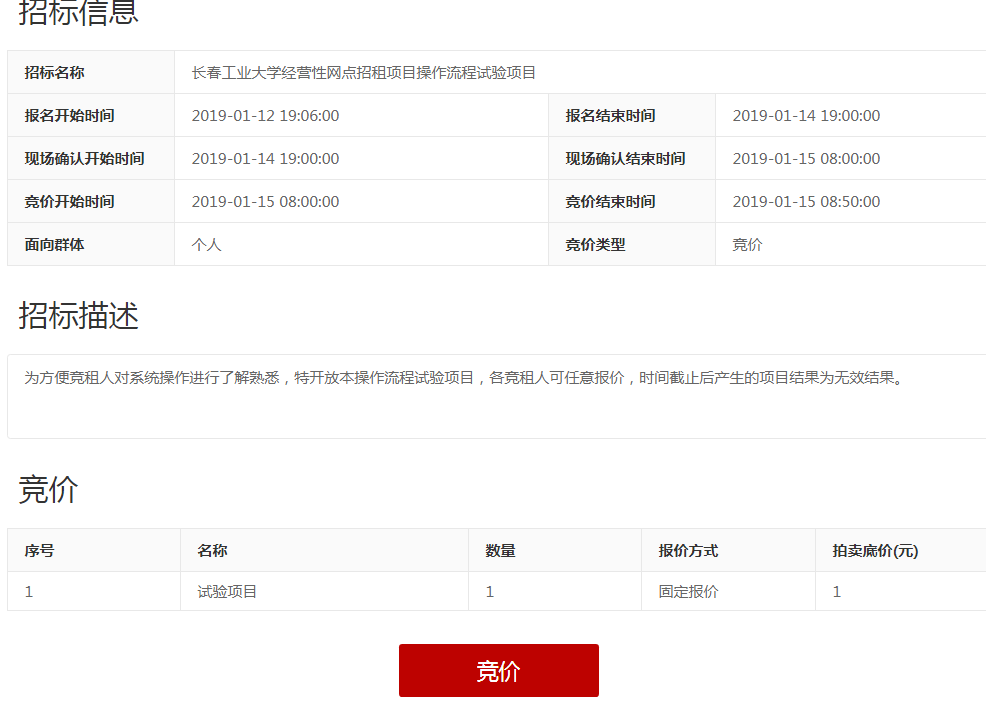 招标信息
招标名称 长春工业大学经营性网点招租项目操作流程试验项目
报名开始时间 2019-01-12 19:06:00 报名结束时间 2019-01-14 19:00:00
现场确认开始时间 2019-01-14 19:00:00 现场确认结束时间 2019-01-15 08:00:00
竞价开始时间 2019-01-15 08:00:00 竞价结束时间 2019-01-15 08:50:00
面向群体 个人 竞价类型 竞价
招标描述
为方便竞租人对系统操作进行了解熟悉，特开放本操作流程试验项目，各竞租人可任意报价，时间截止后产生的项目结果为无效结果。
竞价
序号 名称 数量 报价方式 拍卖底价(元)
1 试验项目 1 固定报价 1
竞价